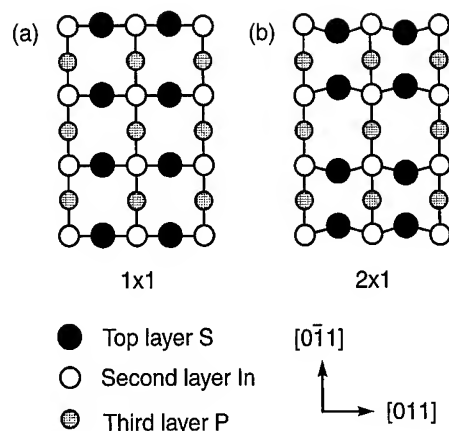 (a)
(b)
1x1
2x1
Top layer S
Second layer In
Third layer P
[01̄1]
[011]